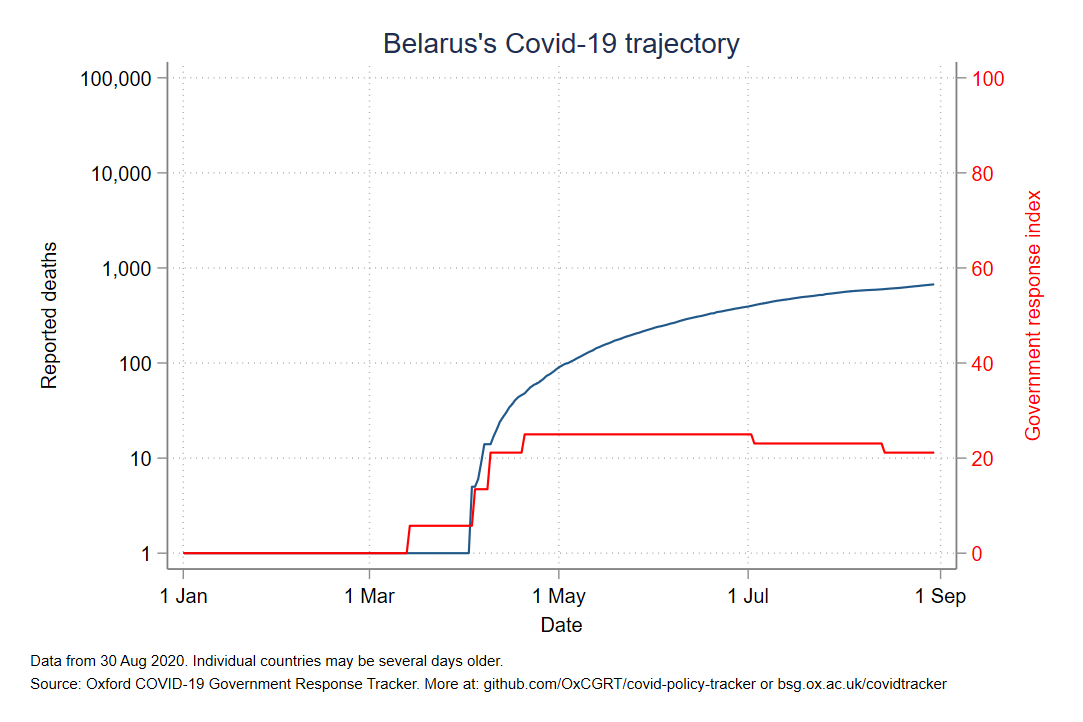 Belarus's Covid-19 trajectory
100,000
10,000
1,000
100
10
1
Reported deaths
100
80
60
40
20
0
Government response index
1 Jan
1 Mar
1 May
1 Jul
1 Sep
Date
Data from 30 Aug 2020. Individual countries may be several days older.
Source: Oxford COVID-19 Government Response Tracker. More at: github.com/OxCGRT/covid-policy-tracker or bsg.ox.ac.uk/covidtracker